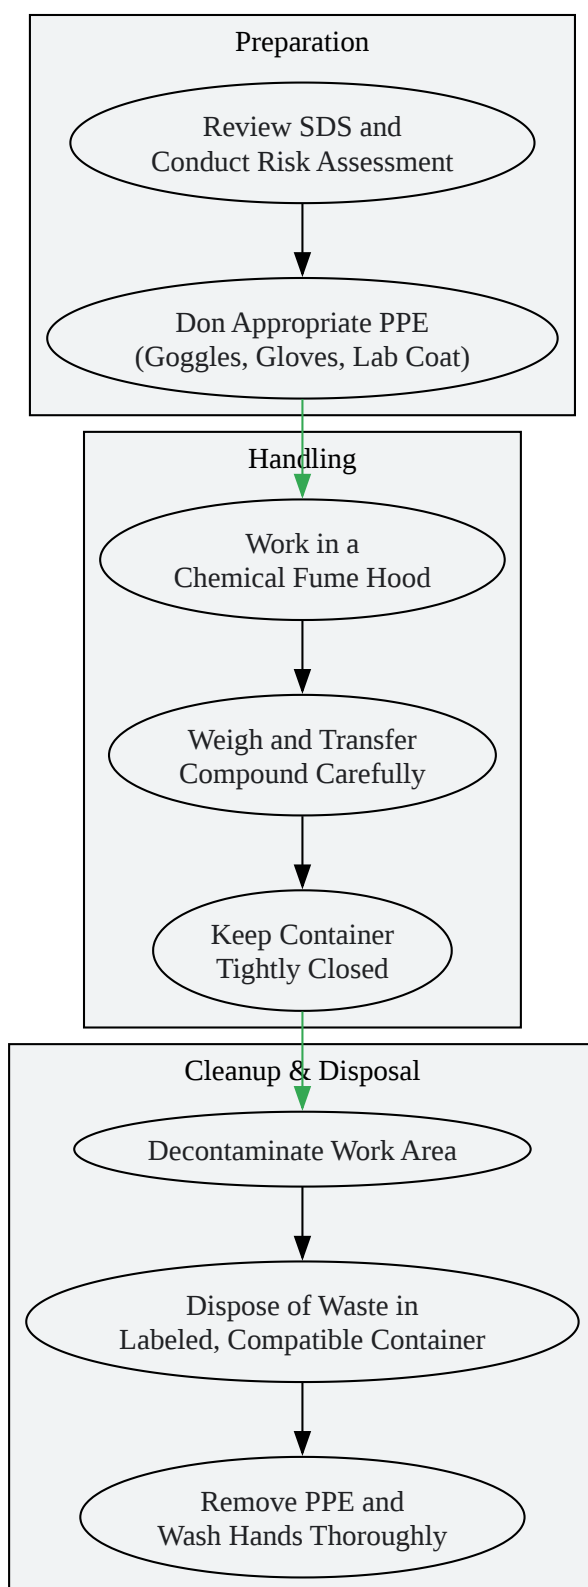 Preparation
Review SDS and
Conduct Risk Assessment
Don Appropriate PPE
(Goggles, Gloves, Lab Coat)
Handling
Work in a
Chemical Fume Hood
Weigh and Transfer
Compound Carefully
Keep Container
Tightly Closed
Cleanup & Disposal
Decontaminate Work Area
Dispose of Waste in
Labeled, Compatible Container
Remove PPE and
Wash Hands Thoroughly